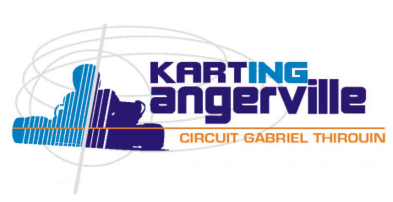 KARTING
angerville
CIRCUIT GABRIEL THIROUIN